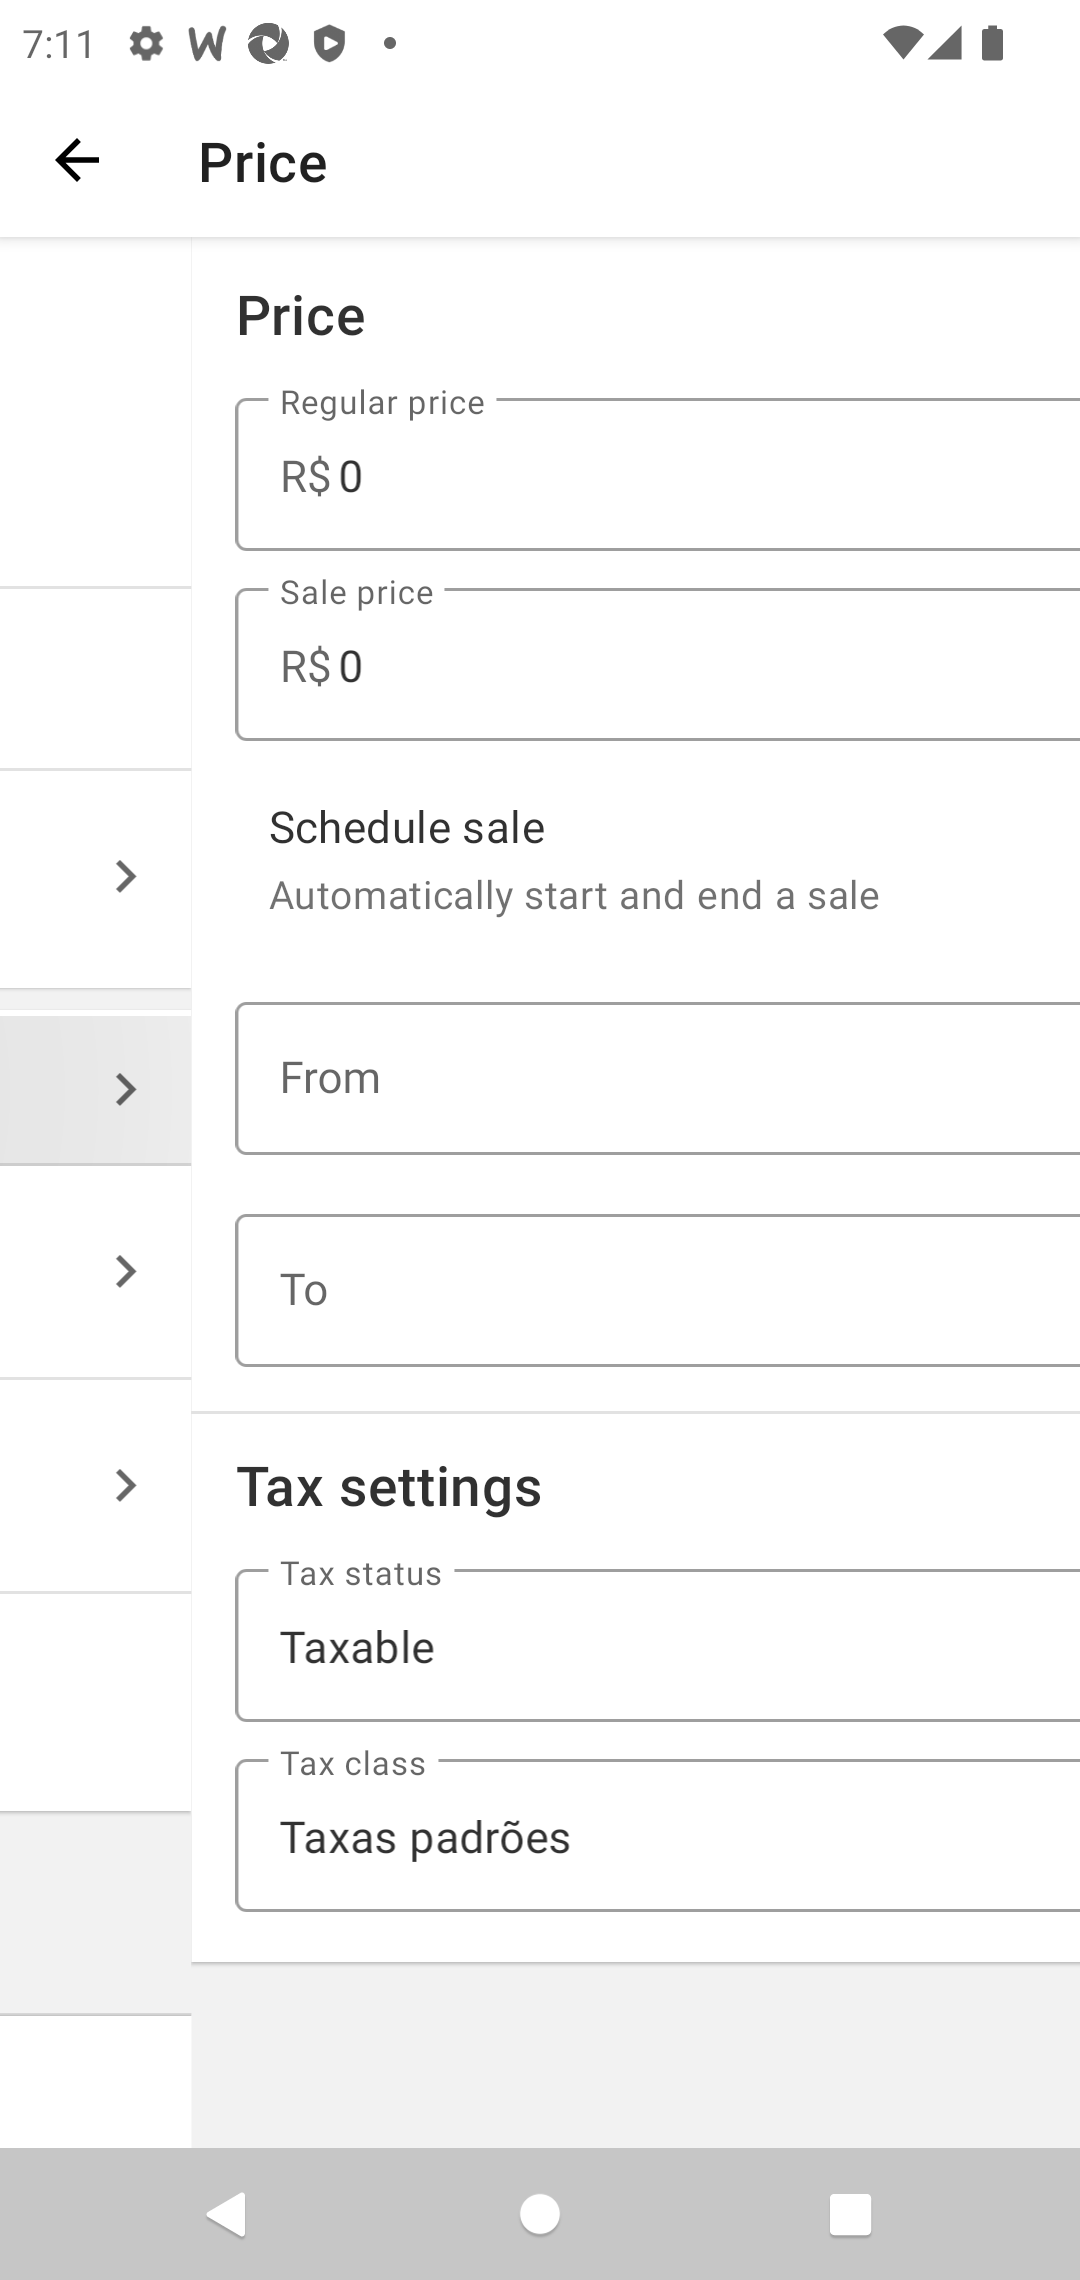 7:11
Price
Price
Regular price
R$ 0
Sale price
R$ 0
Schedule sale
Automatically start and end a sale
From
To
Tax settings
Tax status
Taxable
Tax class
Taxas padrões